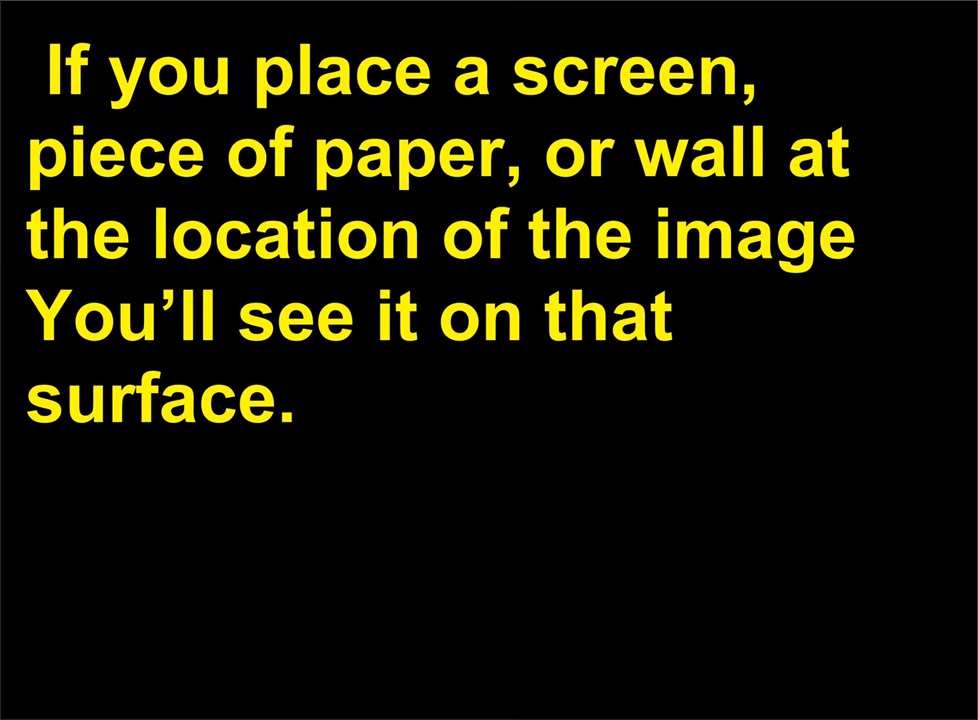 If you place a screen,
piece of paper, or wall at
the location of the image
You’ll see it on that
surface.